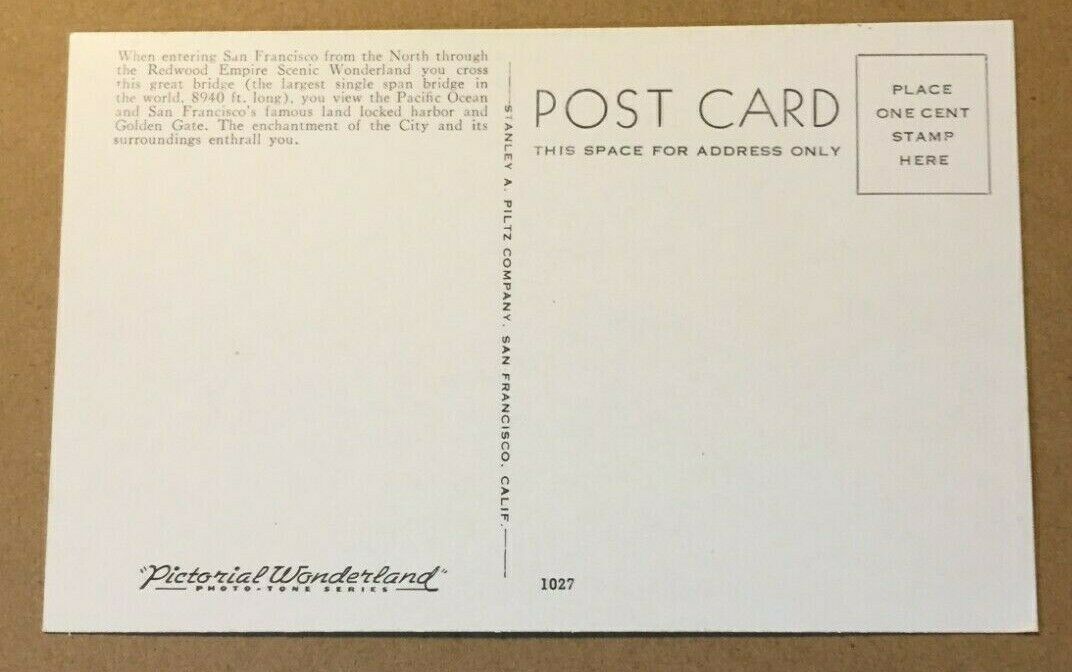 When entering San Francisco from the North through
the Redwood Empire Scenic Wonderland you cross
this great bridge (the largest single span bridge in
the world, 8940 ft. long), you view the Pacific Ocean
and San Francisco's famous land locked harbor and
Golden Gate. The enchantment of the City and its
surroundings enthrall you.
STANLEY A. PILTZ COMPANY, SAN FRANCISCO, CALIF.
POST CARD
THIS SPACE FOR ADDRESS ONLY
PLACE
ONE CENT
STAMP
HERE
"Pictorial Wonderland"
PHOTO-TONE SERIES
1027